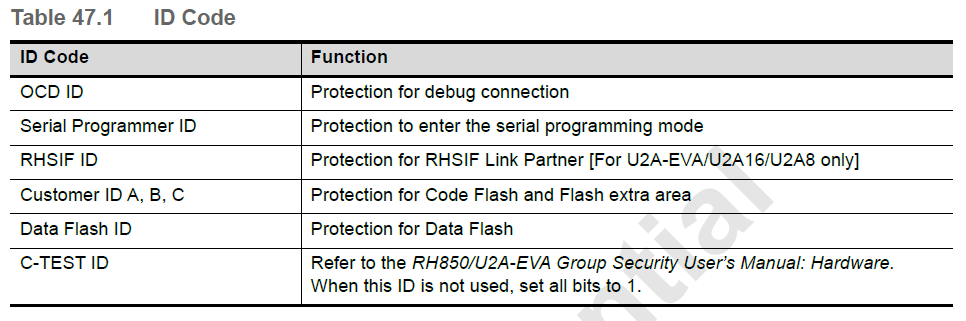 Table 47.1 ID Code
ID Code Function
OCD ID Protection for debug connection
Serial Programmer ID Protection to enter the serial programming mode
RHSIF ID Protection for RHSIF Link Partner [For U2A-EVA/U2A16/U2A8 only]
Customer ID A, B, C Protection for Code Flash and Flash extra area
Data Flash ID Protection for Data Flash
C-TEST ID Refer to the RH850/U2A-EVA Group Security User's Manual: Hardware.
When this ID is not used, set all bits to 1.
ntial